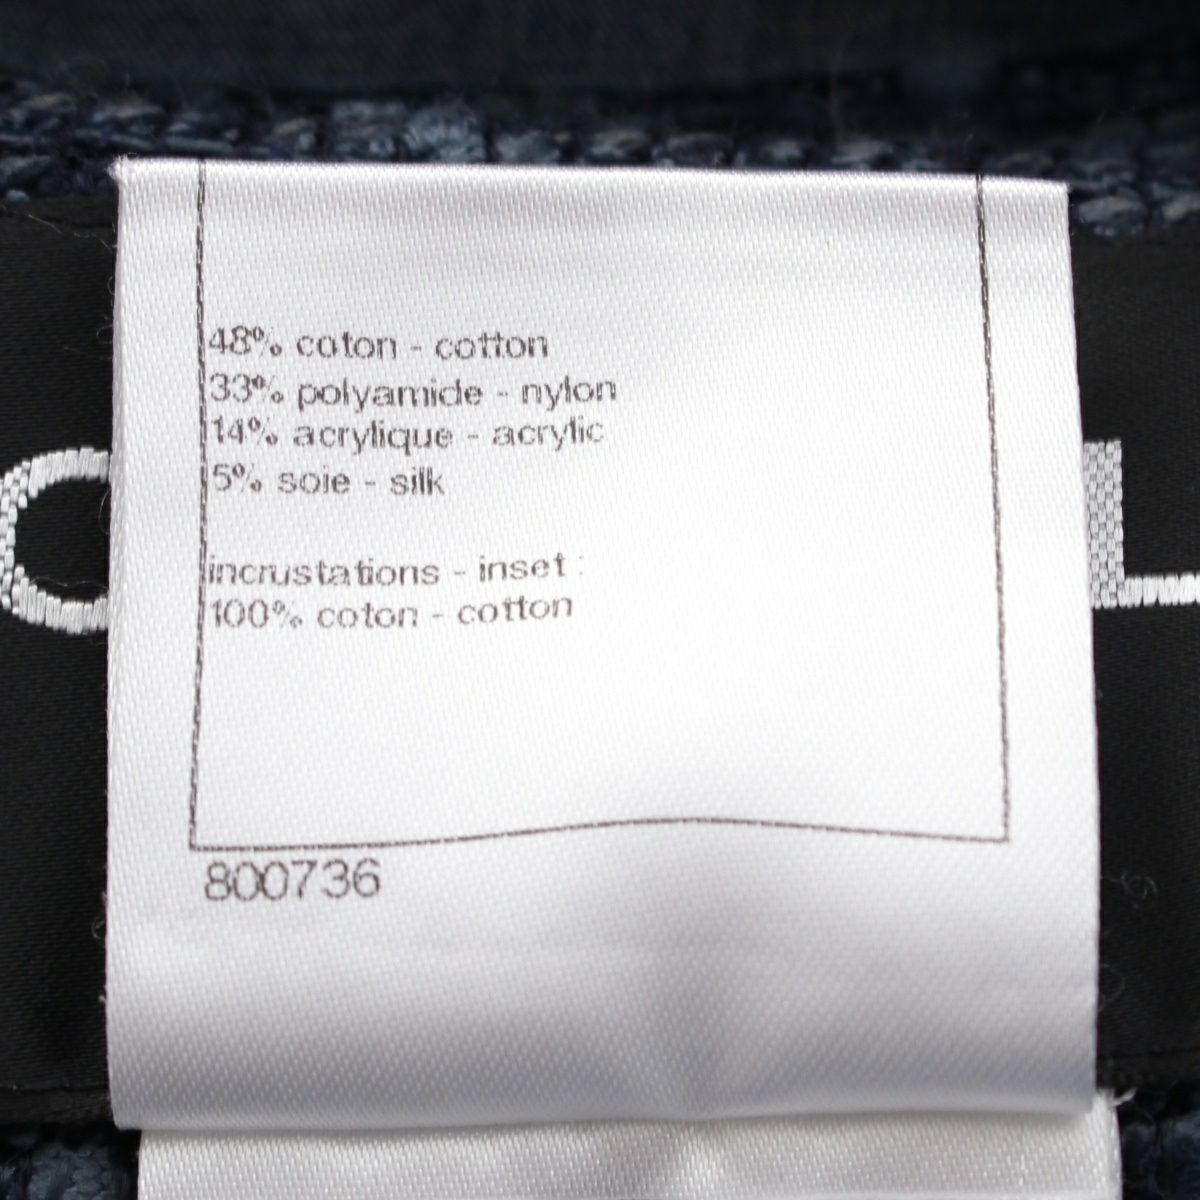 48% coton - cotton
33% polyamide - nylon
14% acrylique - acrylic
5% soie - silk
incrustations - inset :
100% coton - cotton
800736